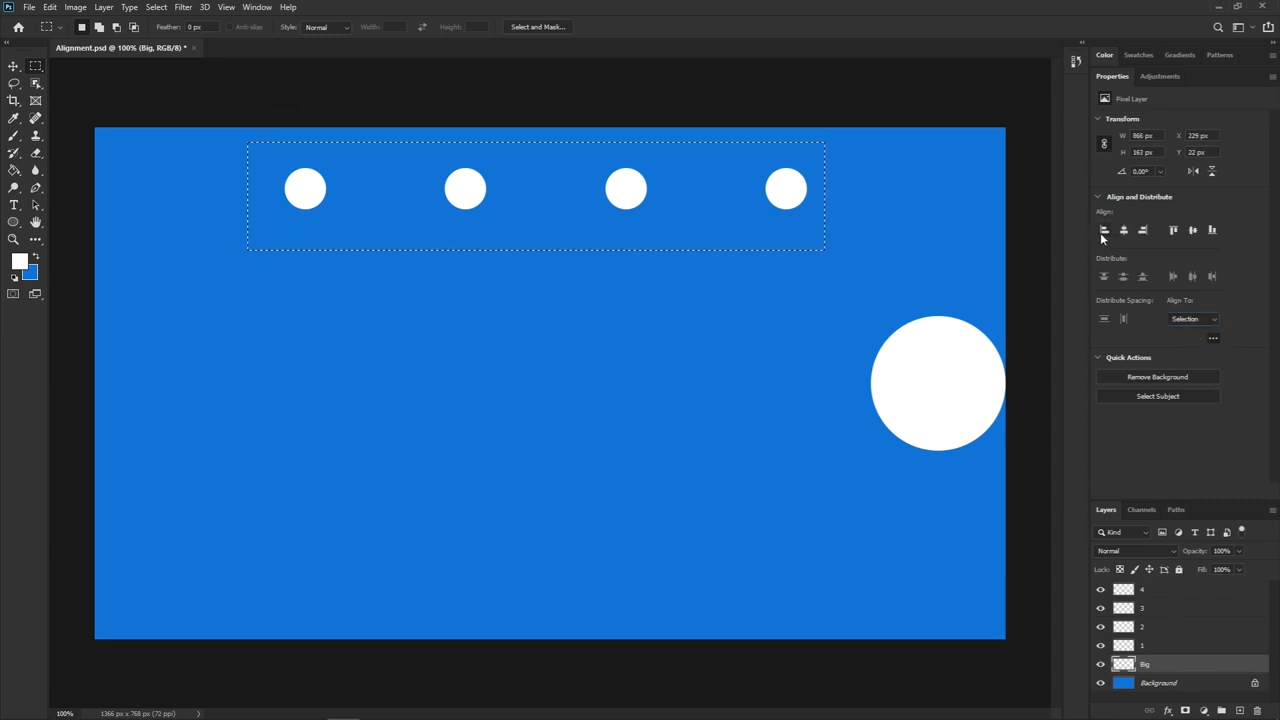 Ps File Edit Image Layer Type Select Filter 3D View Window Help
Feather: 0 px Anti-alias Style: Normal Width: Height: Select and Mask...
Alignment.psd @ 100% (Big, RGB/8) * ×
Color Swatches Gradients Patterns
Properties Adjustments
Pixel Layer
Transform
W 866 px X 229 px
H 163 px Y 22 px
0,00°
Align and Distribute
Align:
Distribute:
Distribute Spacing: Align To:
Selection
Quick Actions
Remove Background
Select Subject
Layers Channels Paths
Kind
Normal Opacity: 100%
Lock: Fill: 100%
4
3
2
1
Big
Background
100% 1366 px x 768 px (72 ppi)